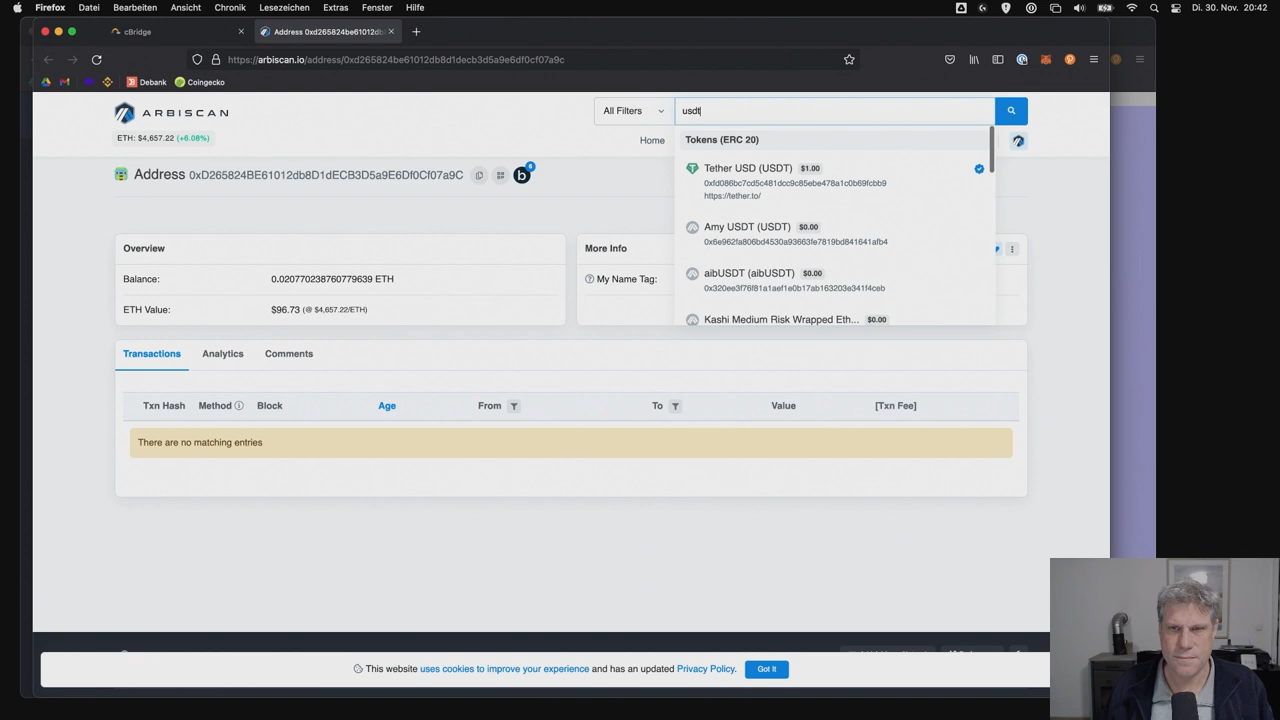 Firefox Datei Bearbeiten Ansicht Chronik Lesezeichen Extras Fenster Hilfe Di. 30. Nov. 20:42
cBridge Address 0xd265824be61012db
https://arbiscan.io/address/0xd265824be61012db8d1decb3d5a9e6df0cf07a9c
Debank Coingecko
ARBISCAN
All Filters usdt
ETH: $4,657.22 (+6.08%)
Home
Tokens (ERC 20)
Tether USD (USDT) $1.00
0xfd086bc7cd5c481dcc9c85ebe478a1c0b69fcbb9
https://tether.to/
Address 0xD265824BE61012db8D1dECB3D5a9E6Df0Cf07a9C
b
Amy USDT (USDT) $0.00
0x6e962fa806bd4530a93663fe7819bd841641afb4
Overview
More Info
Balance: 0.020770238760779639 ETH
My Name Tag:
aibUSDT (aibUSDT) $0.00
0x320ee3f76f81a1aef1e0b17ab163203e341f4ceb
ETH Value: $96.73 (@ $4,657.22/ETH)
Kashi Medium Risk Wrapped Eth... $0.00
Transactions Analytics Comments
Txn Hash Method Block Age From To Value [Txn Fee]
There are no matching entries
This website uses cookies to improve your experience and has an updated Privacy Policy. Got It